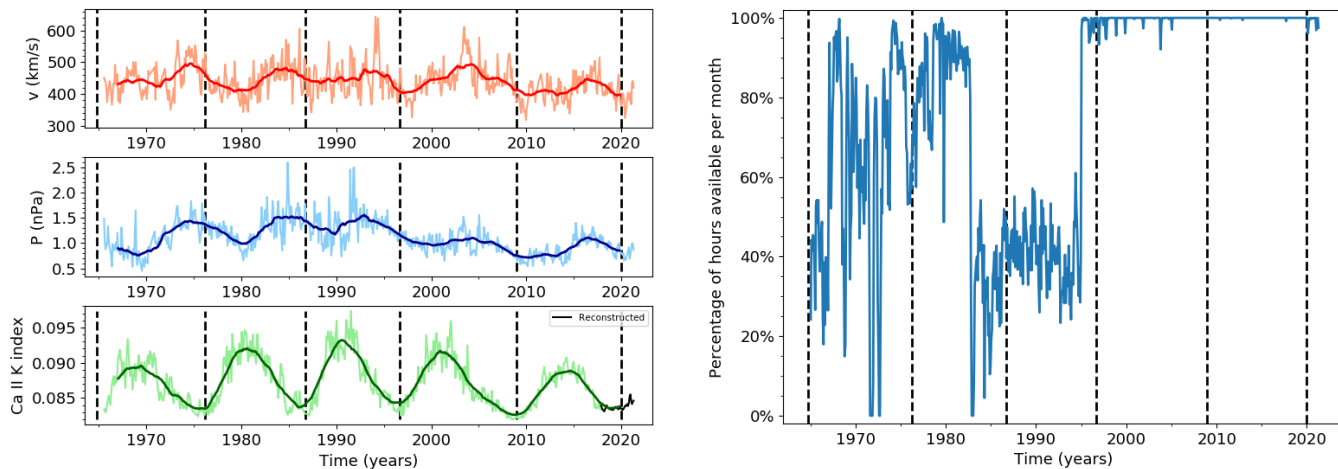 v (km/s)
600
500
400
300
1970 1980 1990 2000 2010 2020
P (nPa)
2.5
2.0
1.5
1.0
0.5
1970 1980 1990 2000 2010 2020
Ca II K index
0.095
0.090
0.085
Reconstructed
1970 1980 1990 2000 2010 2020
Time (years)
Percentage of hours available per month
100%
80%
60%
40%
20%
0%
1970 1980 1990 2000 2010 2020
Time (years)